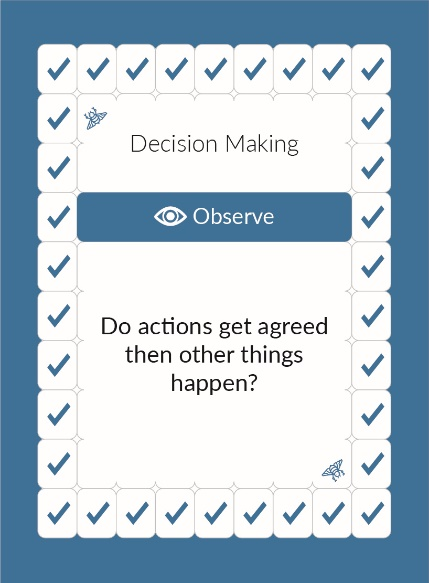 Decision Making
Observe
Do actions get agreed
then other things
happen?